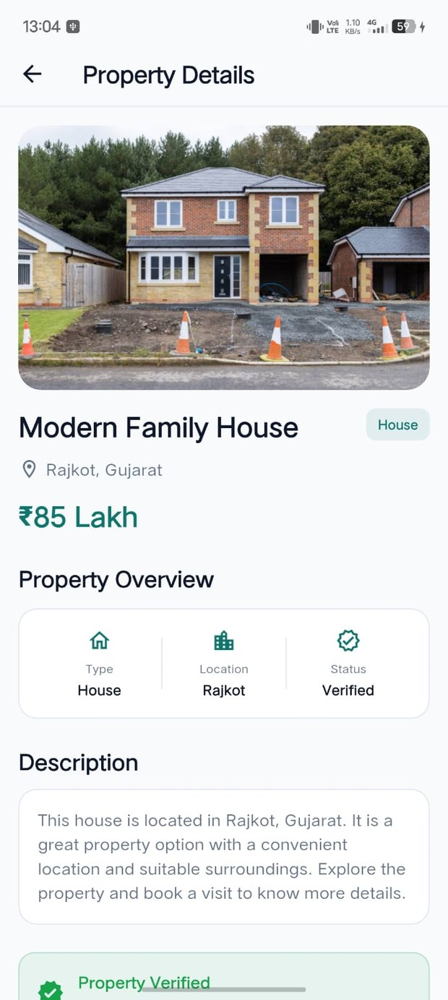 13:04
Vo) LTE 1.10 KB/s 4G 59
Property Details
Modern Family House
House
Rajkot, Gujarat
₹85 Lakh
Property Overview
Type
Location
Status
House
Rajkot
Verified
Description
This house is located in Rajkot, Gujarat. It is a
great property option with a convenient
location and suitable surroundings. Explore the
property and book a visit to know more details.
Property Verified